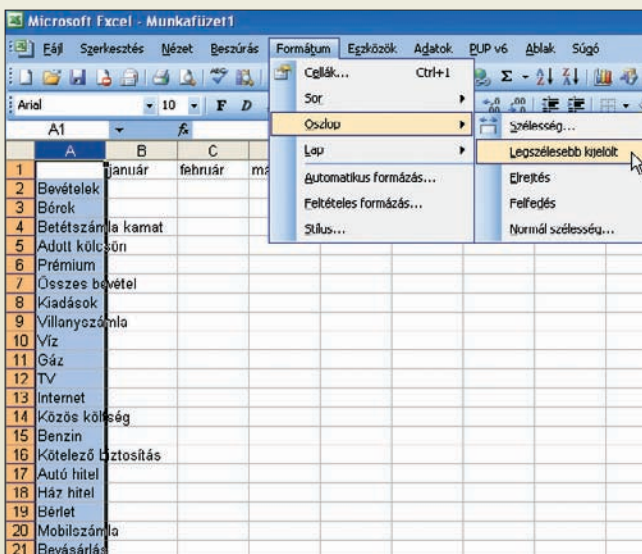 Microsoft Excel - Munkafüzet1
Fájl Szerkesztés Nézet Beszúrás Formátum Eszközök Adatok PUP v6 Ablak Súgó
Arial 10 F D
A1 fx
Cellák... Ctrl+1
Sor
Oszlop
Lap
Automatikus formázás...
Feltételes formázás...
Stílus...
Szélesség...
Legszélesebb kijelölt
Elrejtés
Felfedés
Normál szélesség...
A B C
1 január február
2 Bevételek
3 Bérek
4 Betétszámla kamat
5 Adott kölcsön
6 Prémium
7 Összes bevétel
8 Kiadások
9 Villanyszámla
10 Víz
11 Gáz
12 TV
13 Internet
14 Közös költség
15 Benzin
16 Kötelező biztosítás
17 Autó hitel
18 Ház hitel
19 Bérlet
20 Mobilszámla
21 Bevásárlás